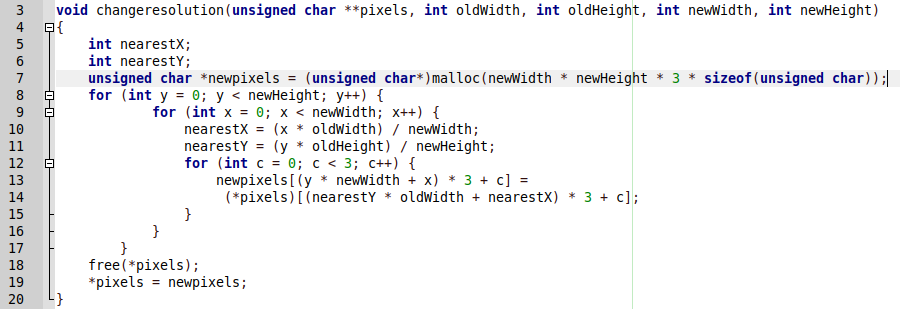 3 void changeresolution(unsigned char **pixels, int oldWidth, int oldHeight, int newWidth, int newHeight)
4 {
5     int nearestX;
6     int nearestY;
7     unsigned char *newpixels = (unsigned char*)malloc(newWidth * newHeight * 3 * sizeof(unsigned char));
8     for (int y = 0; y < newHeight; y++) {
9             for (int x = 0; x < newWidth; x++) {
10                 nearestX = (x * oldWidth) / newWidth;
11                 nearestY = (y * oldHeight) / newHeight;
12                 for (int c = 0; c < 3; c++) {
13                     newpixels[(y * newWidth + x) * 3 + c] =
14                      (*pixels)[(nearestY * oldWidth + nearestX) * 3 + c];
15                 }
16             }
17         }
18     free(*pixels);
19     *pixels = newpixels;
20 }